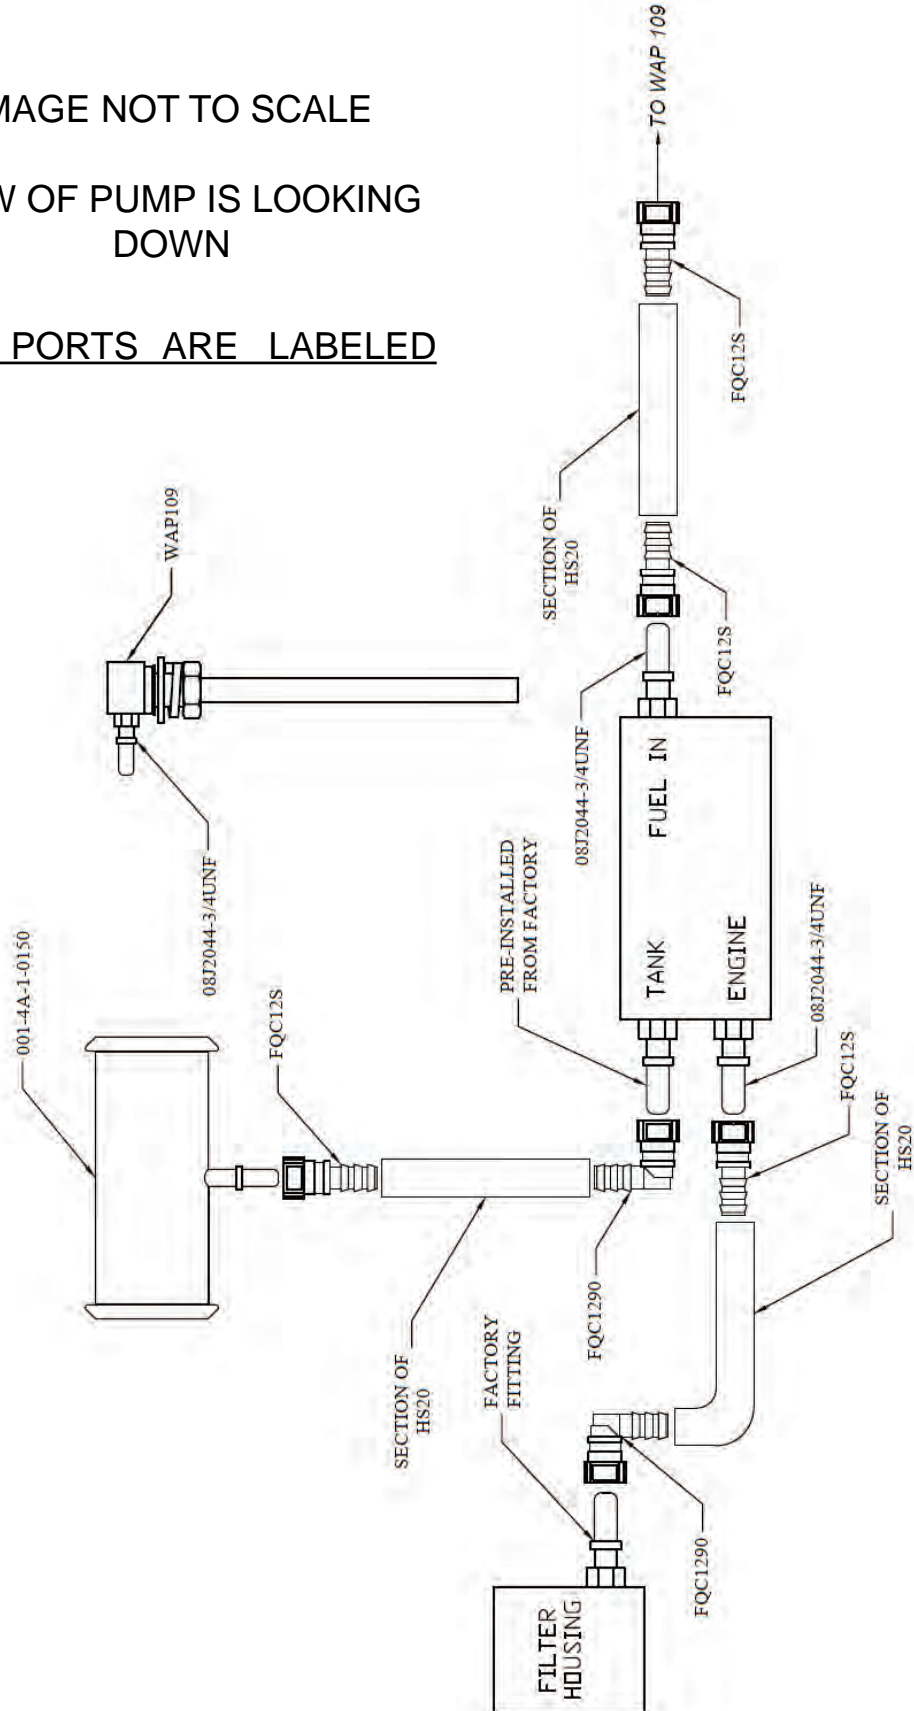 MAGE NOT TO SCALE
W OF PUMP IS LOOKING
DOWN
PORTS ARE LABELED
TO WAP 109
FQC12S
SECTION OF
HS20
FQC12S
WAP109
08J2044-3/4UNF
08J2044-3/4UNF
FUEL IN
TANK
ENGINE
PRE-INSTALLED
FROM FACTORY
08J2044-3/4UNF
FQC12S
SECTION OF
HS20
001-4A-1-0150
FQC12S
SECTION OF
HS20
FQC1290
FACTORY
FITTING
FQC1290
FILTER
HOUSING